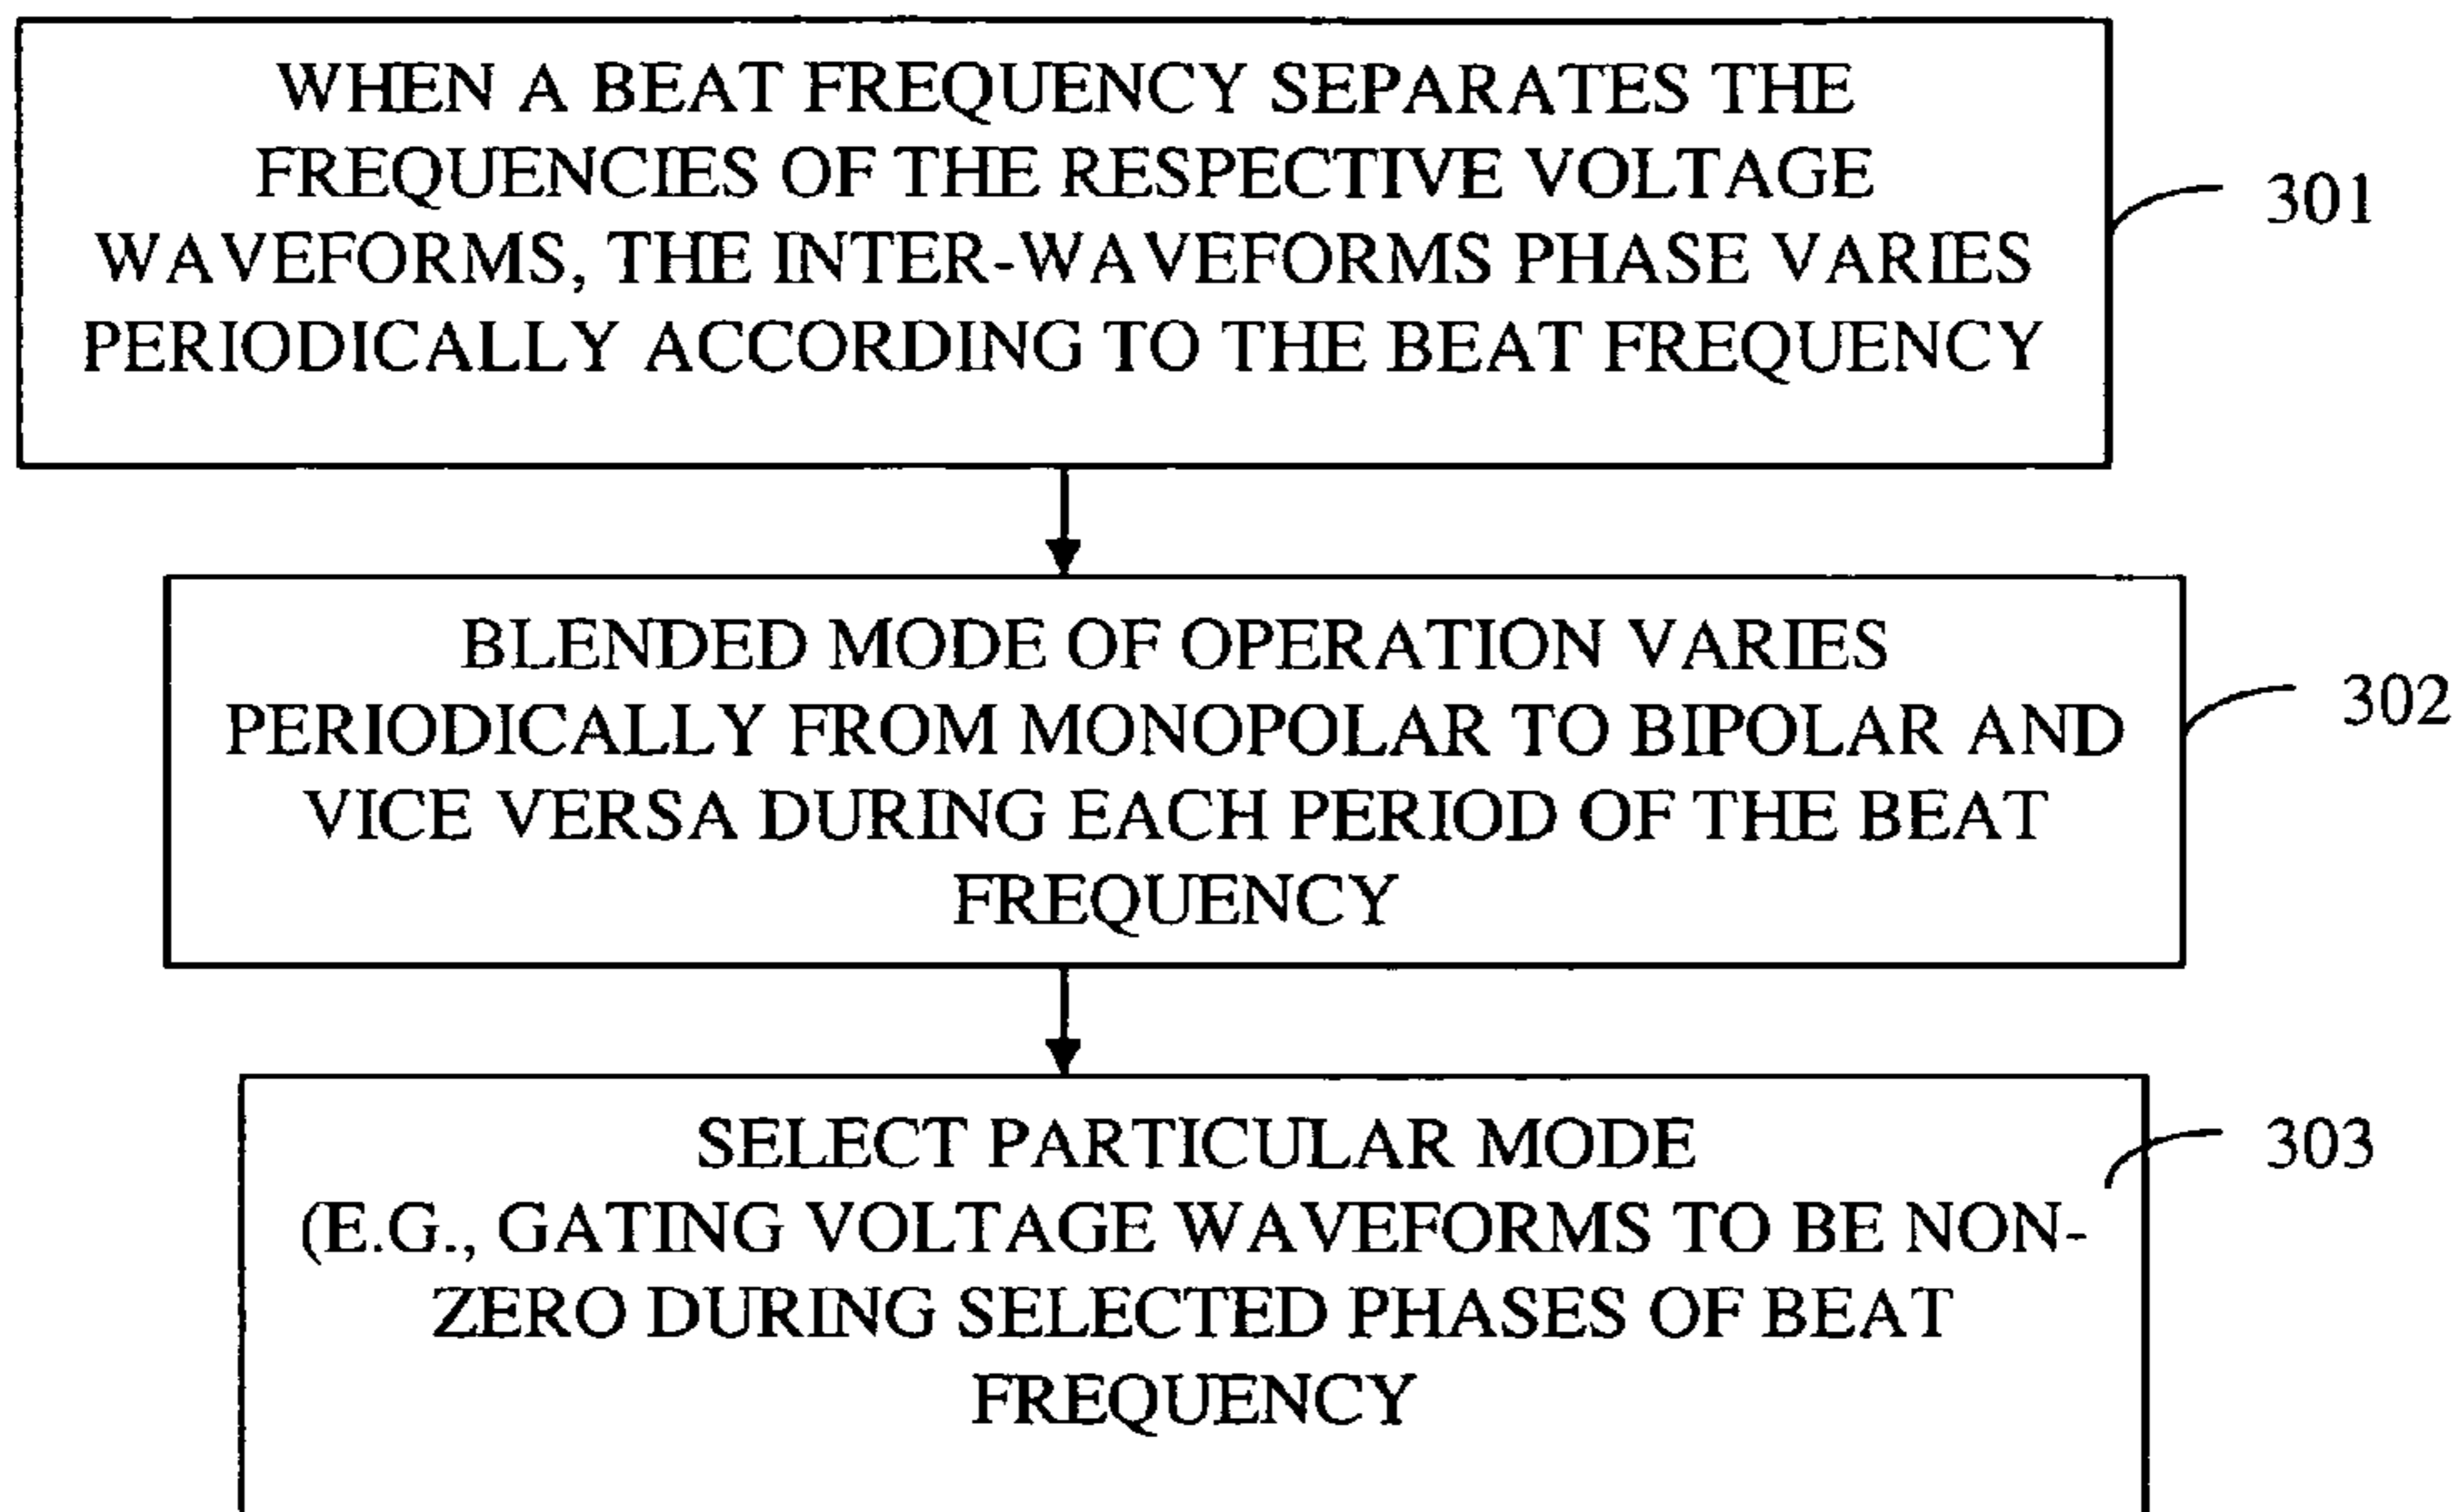 WHEN A BEAT FREQUENCY SEPARATES THE
FREQUENCIES OF THE RESPECTIVE VOLTAGE
WAVEFORMS, THE INTER-WAVEFORMS PHASE VARIES
PERIODICALLY ACCORDING TO THE BEAT FREQUENCY
301
BLENDED MODE OF OPERATION VARIES
PERIODICALLY FROM MONOPOLAR TO BIPOLAR AND
VICE VERSA DURING EACH PERIOD OF THE BEAT
FREQUENCY
302
SELECT PARTICULAR MODE
(E.G., GATING VOLTAGE WAVEFORMS TO BE NON-
ZERO DURING SELECTED PHASES OF BEAT
FREQUENCY
303